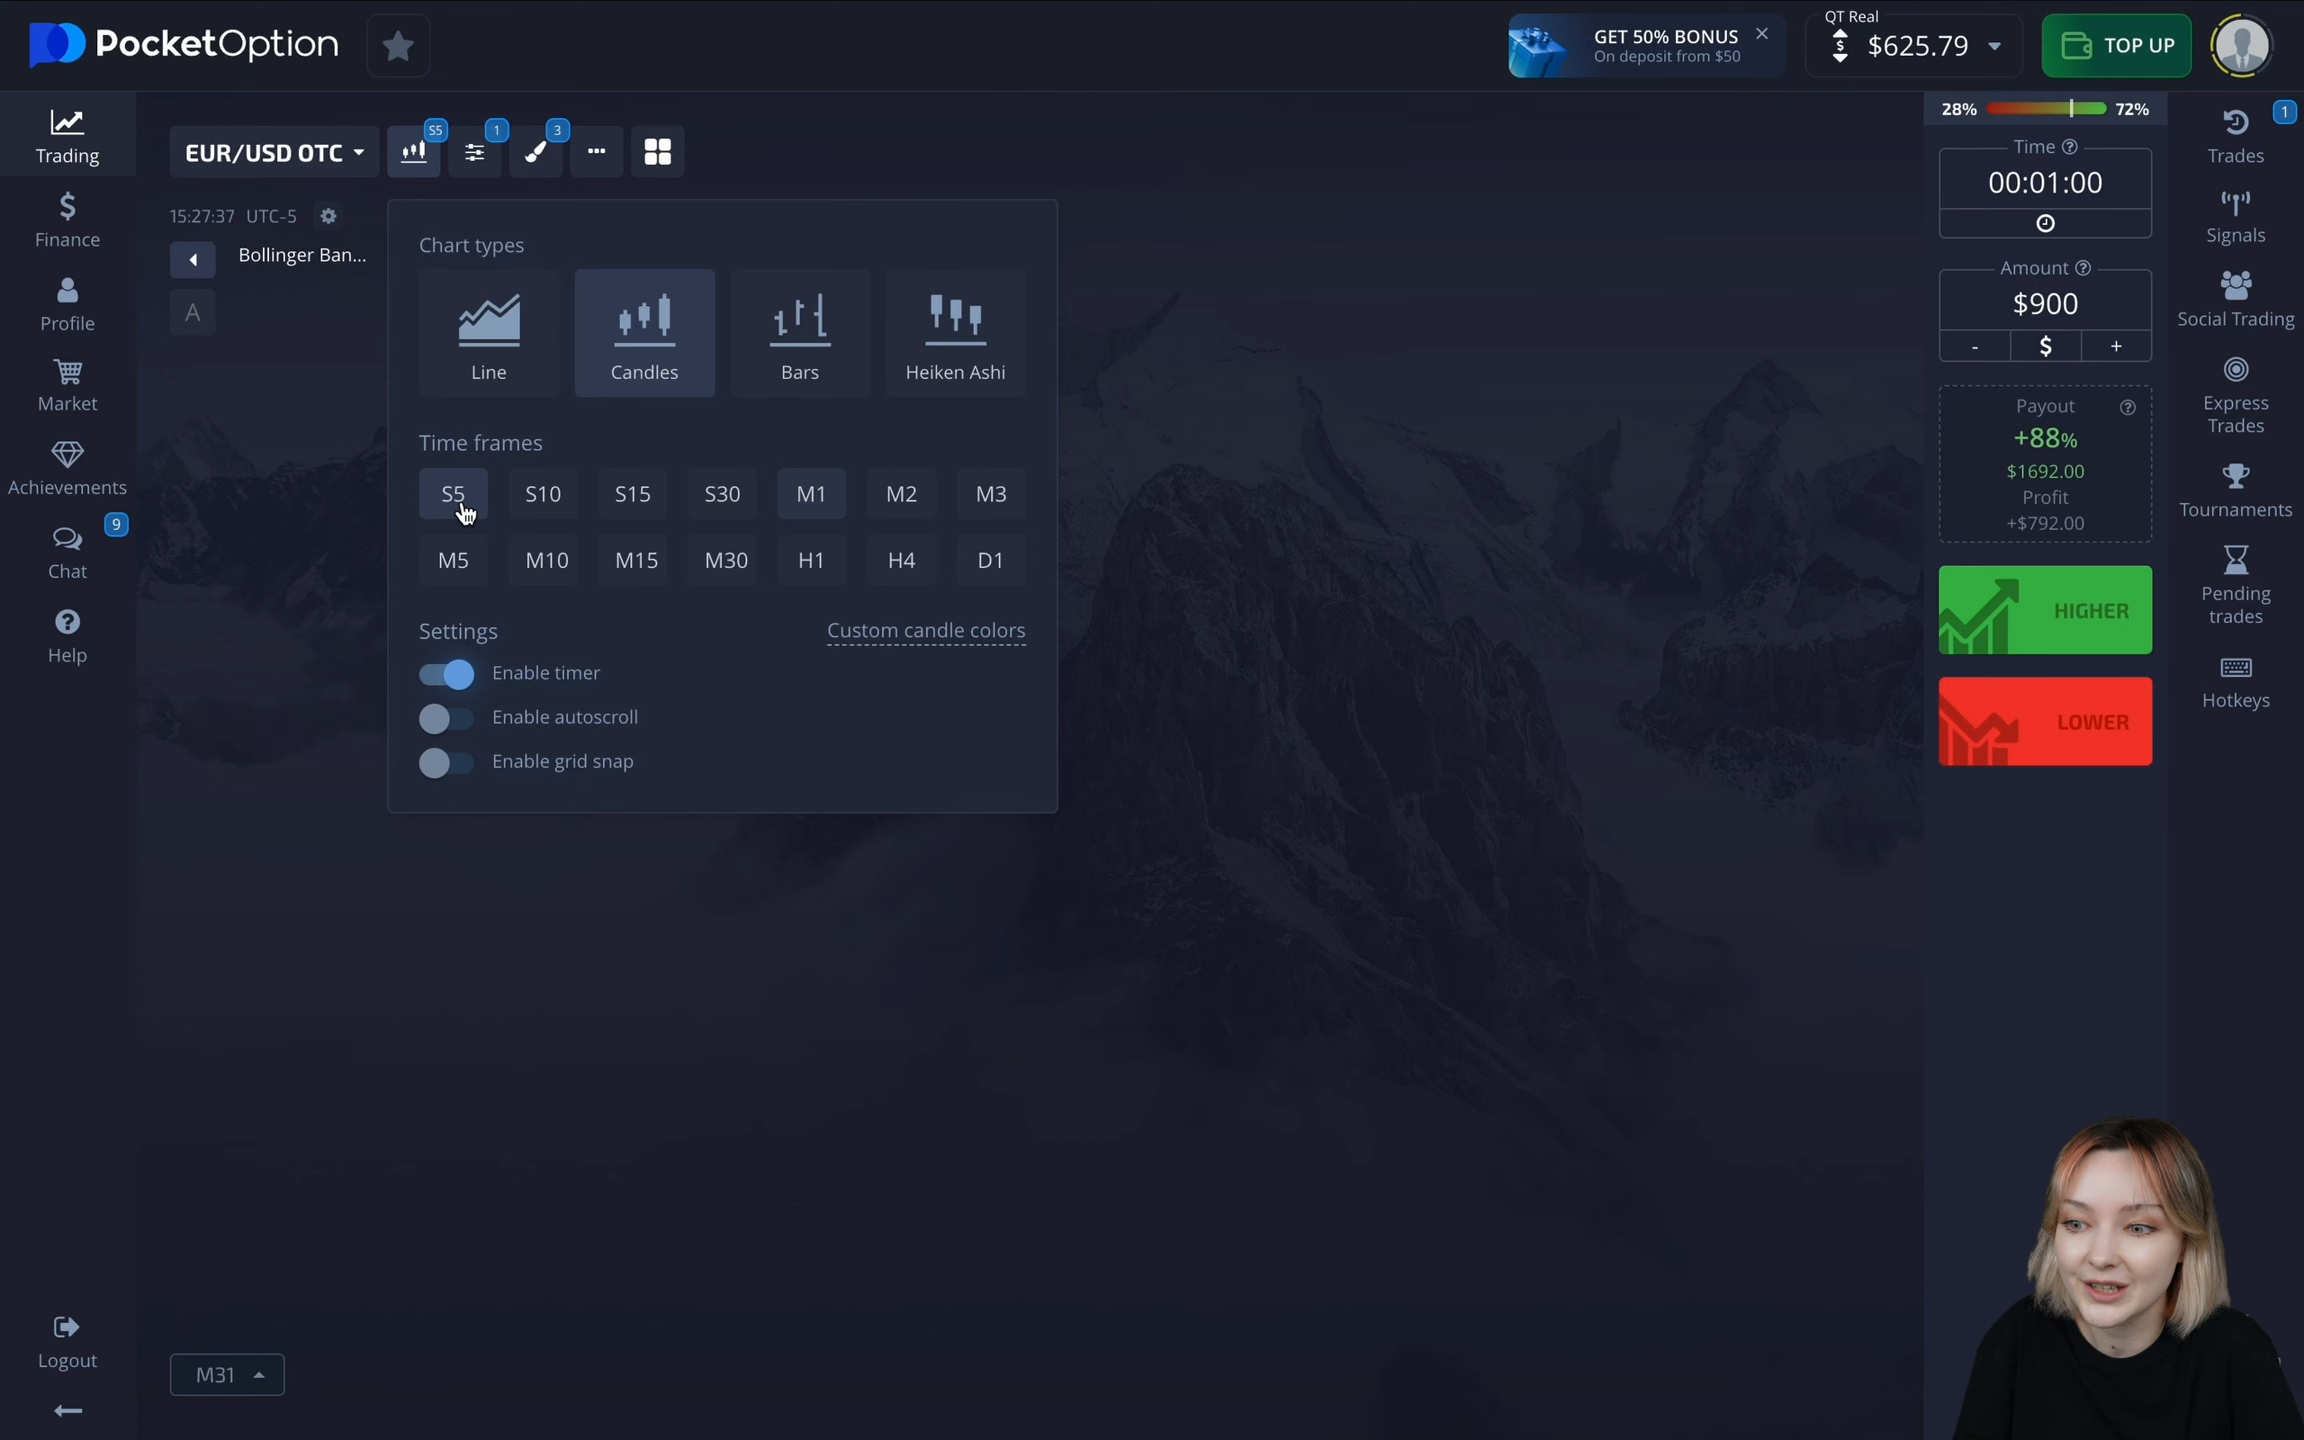 PocketOption
GET 50% BONUS
On deposit from $50
QT Real
$625.79
TOP UP
Trading
Finance
Profile
Market
Achievements
9
Chat
Help
Logout
EUR/USD OTC
S5
1
3
15:27:37 UTC-5
Bollinger Ban...
A
Chart types
Line
Candles
Bars
Heiken Ashi
Time frames
S5 S10 S15 S30 M1 M2 M3
M5 M10 M15 M30 H1 H4 D1
Settings
Custom candle colors
Enable timer
Enable autoscroll
Enable grid snap
M31
28% 72%
Time
00:01:00
Amount
$900
- $ +
Payout
+88%
$1692.00
Profit
+$792.00
HIGHER
LOWER
1
Trades
Signals
Social Trading
Express
Trades
Tournaments
Pending
trades
Hotkeys